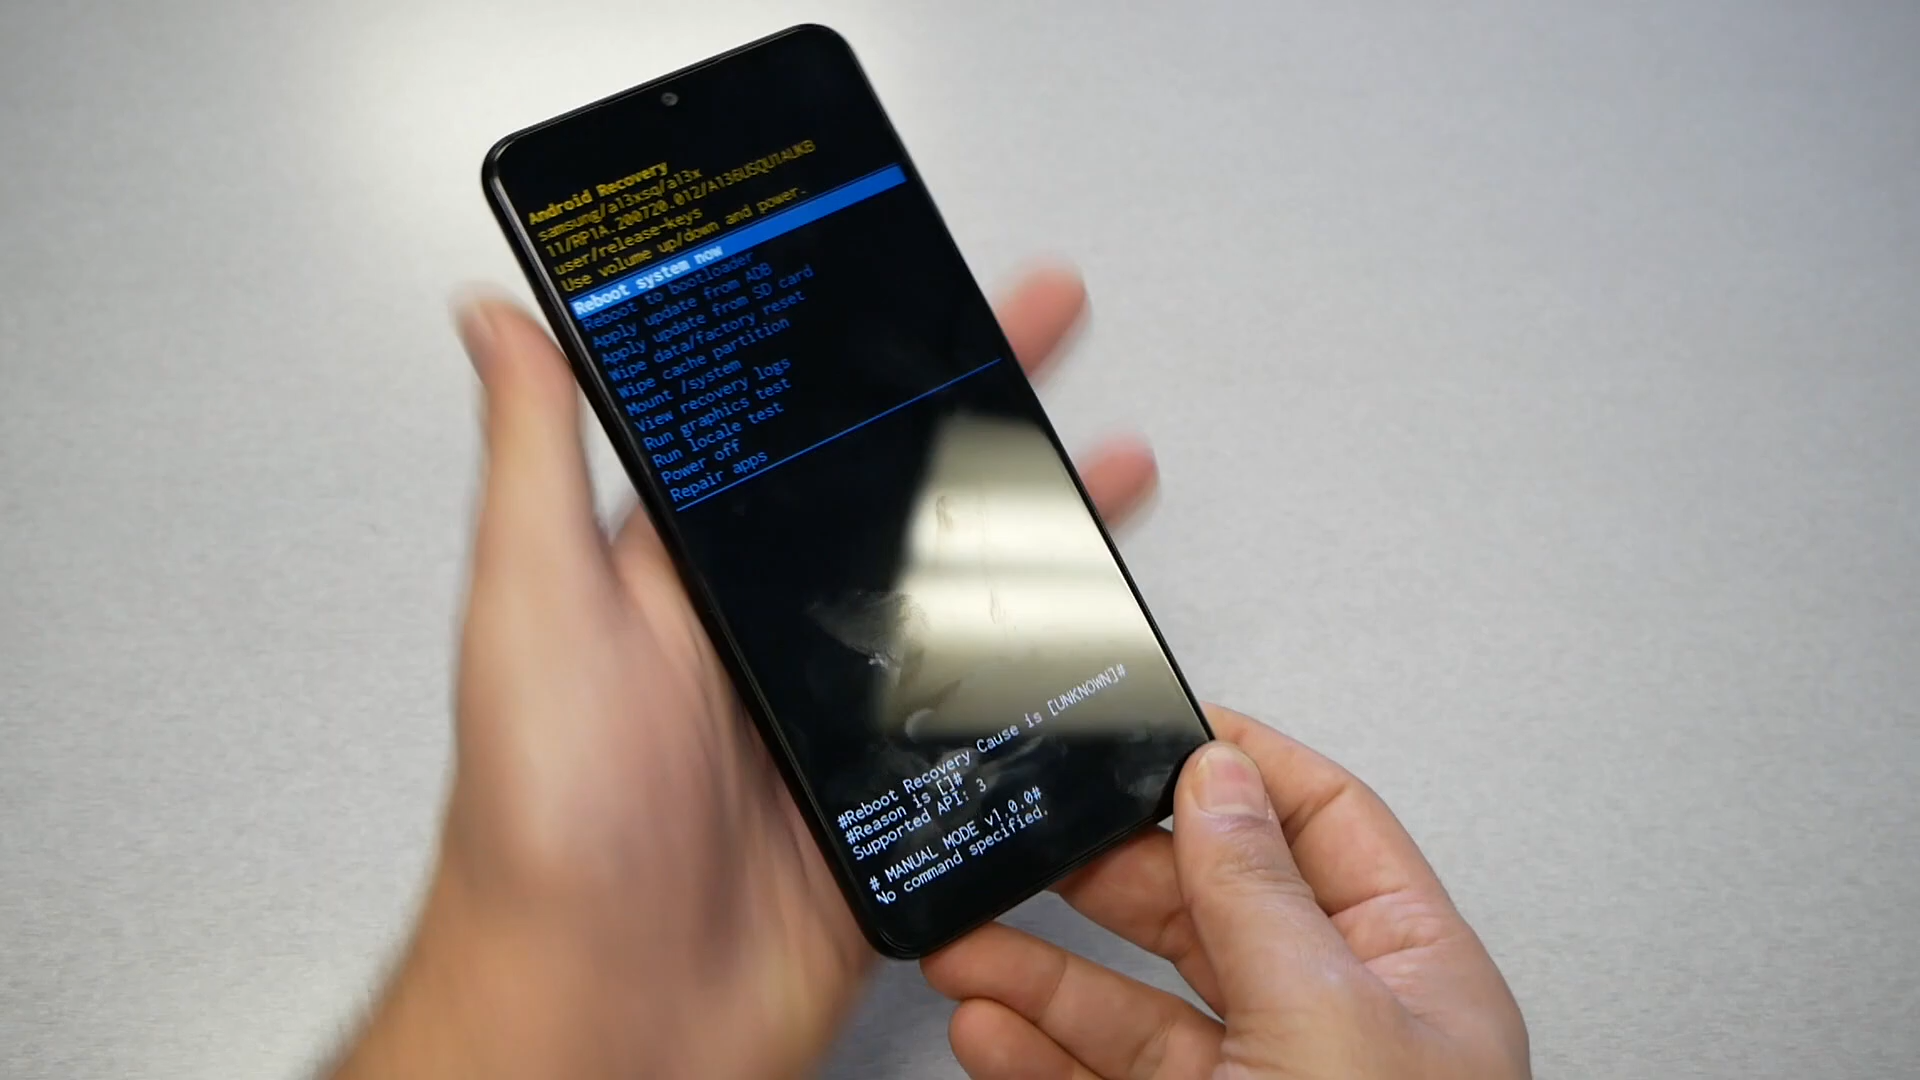 Android Recovery
samsung/a13xsq/a13x
11/RP1A.200720.012/A136USQU1AUKB
user/release-keys
Use volume up/down and power.
Reboot system now
Reboot to bootloader
Apply update from ADB
Apply update from SD card
Wipe data/factory reset
Wipe cache partition
Mount /system
View recovery logs
Run graphics test
Run locale test
Power off
Repair apps
#Reboot Recovery Cause is [UNKNOWN]#
#Reason is []#
Supported API: 3
# MANUAL MODE v1.0.0#
No command specified.